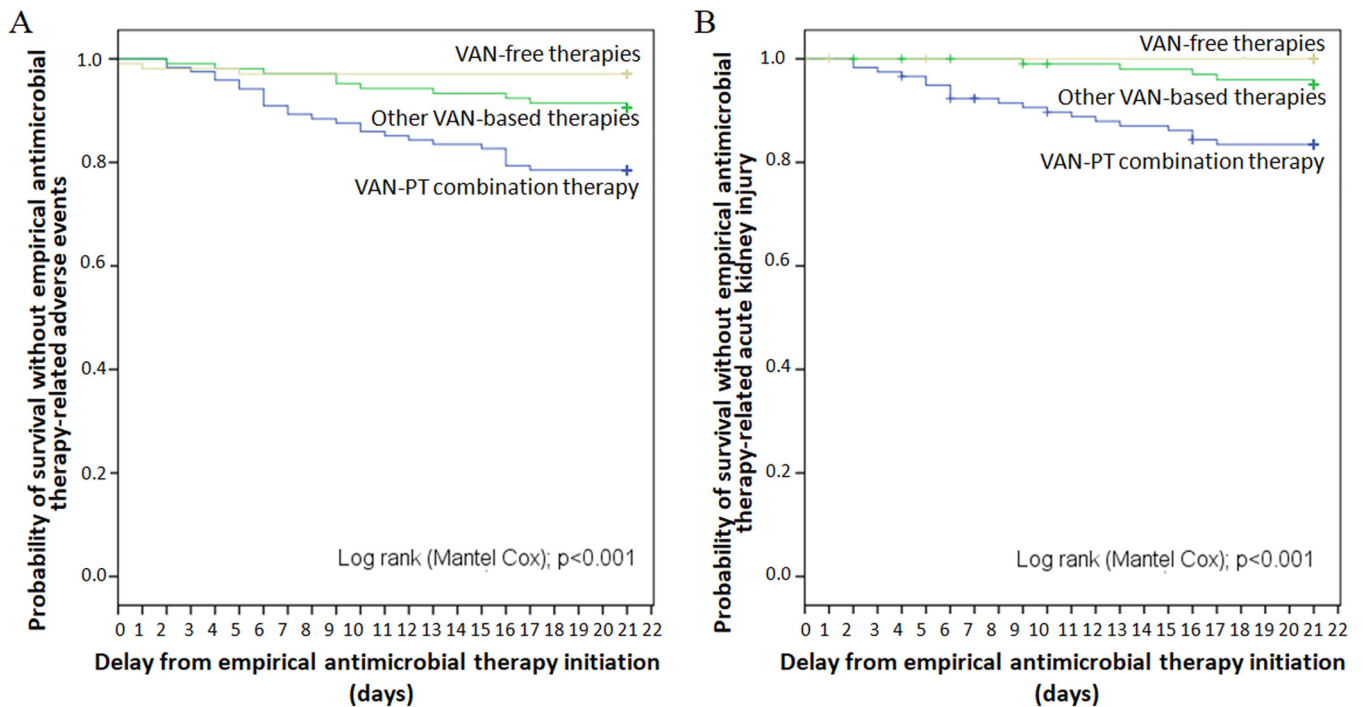 A
Probability of survival without empirical antimicrobial
therapy-related adverse events
1.0
0.8
0.6
0.4
0.2
0.0
VAN-free therapies
Other VAN-based therapies
VAN-PT combination therapy
Log rank (Mantel Cox); p<0.001
0 1 2 3 4 5 6 7 8 9 10 11 12 13 14 15 16 17 18 19 20 21 22
Delay from empirical antimicrobial therapy initiation
(days)
B
Probability of survival without empirical antimicrobial
therapy-related acute kidney injury
1.0
0.8
0.6
0.4
0.2
0.0
VAN-free therapies
Other VAN-based therapies
VAN-PT combination therapy
Log rank (Mantel Cox); p<0.001
0 1 2 3 4 5 6 7 8 9 10 11 12 13 14 15 16 17 18 19 20 21 22
Delay from empirical antimicrobial therapy initiation
(days)